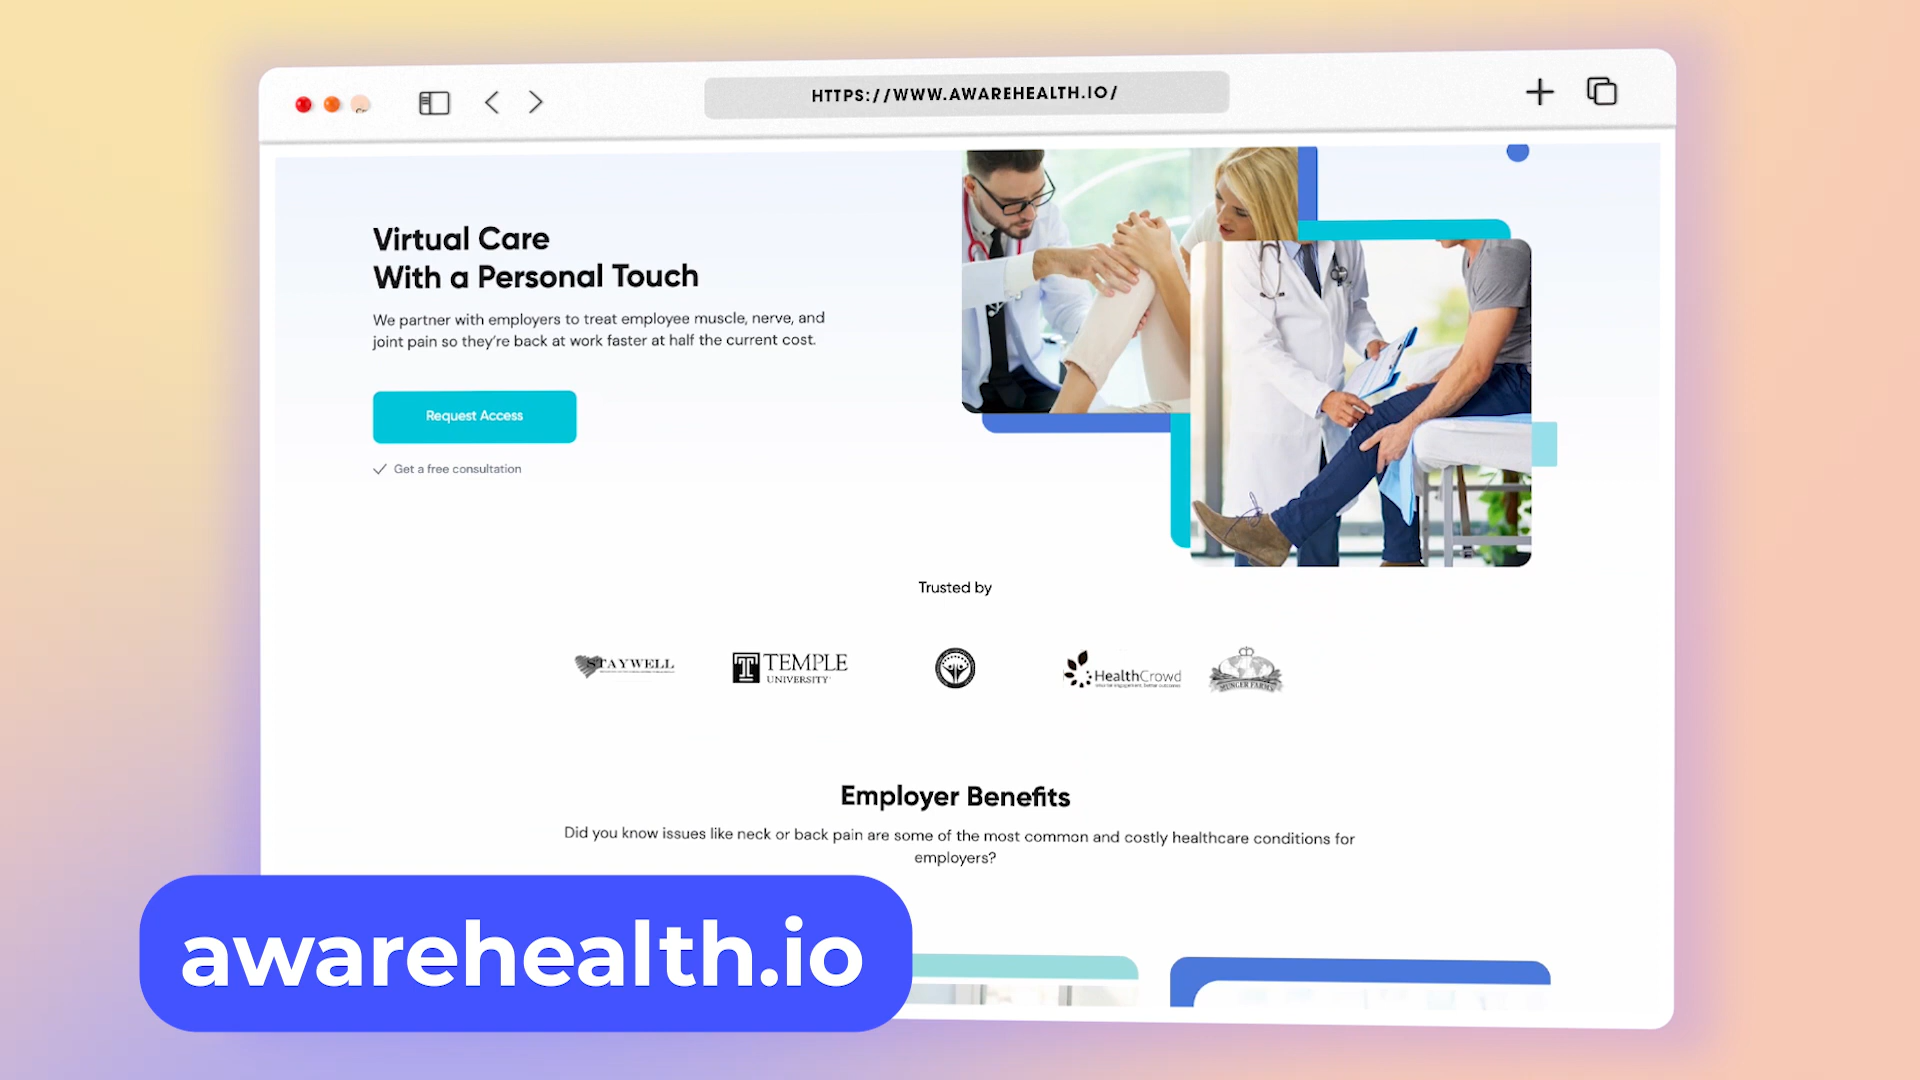 HTTPS://WWW.AWAREHEALTH.IO/
Virtual Care
With a Personal Touch
We partner with employers to treat employee muscle, nerve, and
joint pain so they're back at work faster at half the current cost.
Request Access
Get a free consultation
Trusted by
STAYWELL
TEMPLE
UNIVERSITY
HealthCrowd
MUNGER FARMS
Employer Benefits
Did you know issues like neck or back pain are some of the most common and costly healthcare conditions for
employers?
awarehealth.io